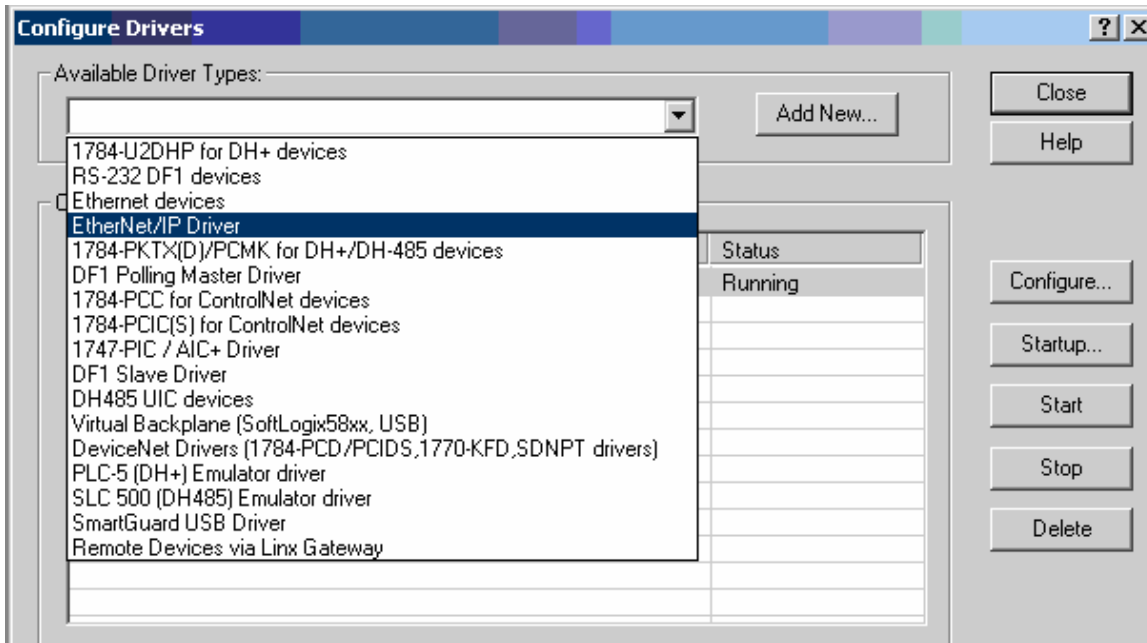 Configure Drivers
Available Driver Types:
Add New...
Close
Help
1784-U2DHP for DH+ devices
RS-232 DF1 devices
Ethernet devices
EtherNet/IP Driver
1784-PKTX(D)/PCMK for DH+/DH-485 devices
DF1 Polling Master Driver
1784-PCC for ControlNet devices
1784-PCIC(S) for ControlNet devices
1747-PIC / AIC+ Driver
DF1 Slave Driver
DH485 UIC devices
Virtual Backplane (SoftLogix58xx, USB)
DeviceNet Drivers (1784-PCD/PCIDS,1770-KFD,SDNPT drivers)
PLC-5 (DH+) Emulator driver
SLC 500 (DH485) Emulator driver
SmartGuard USB Driver
Remote Devices via Linx Gateway
Status
Running
Configure...
Startup...
Start
Stop
Delete